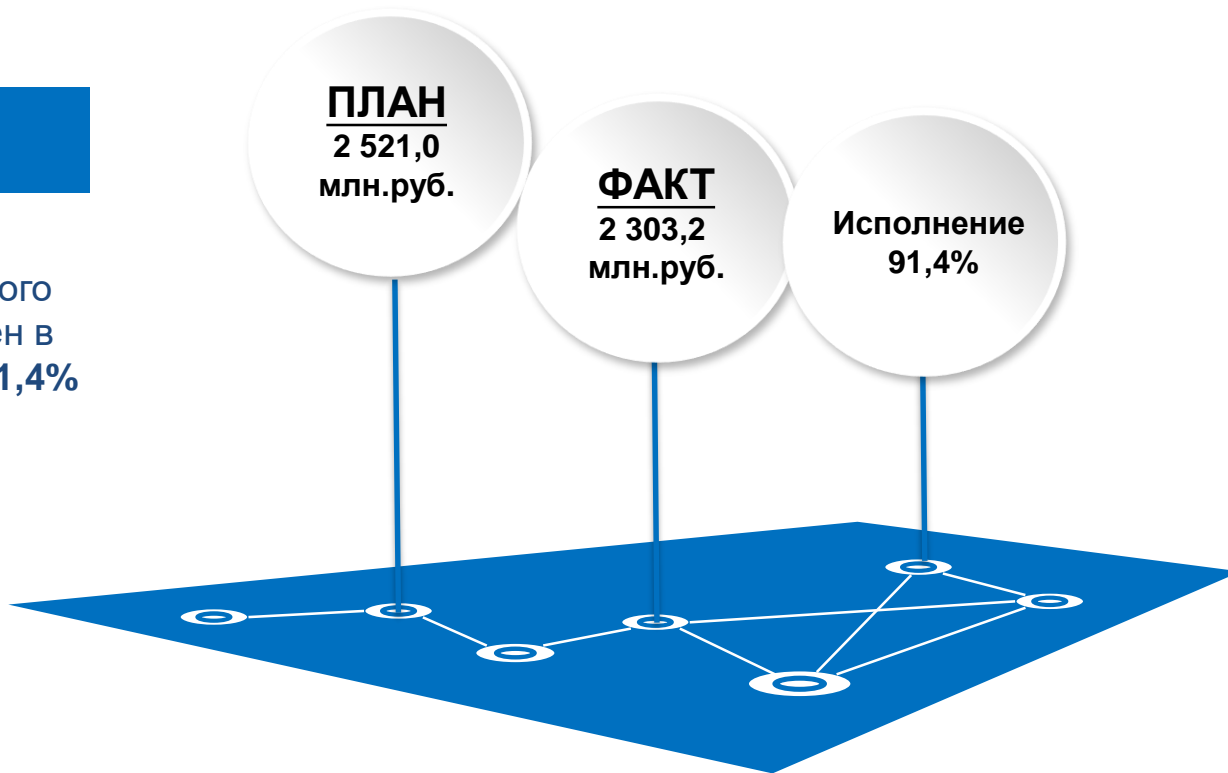 ПЛАН
2 521,0
млн.руб.
ФАКТ
2 303,2
млн.руб.
Исполнение
91,4%
ого
ен в
1,4%